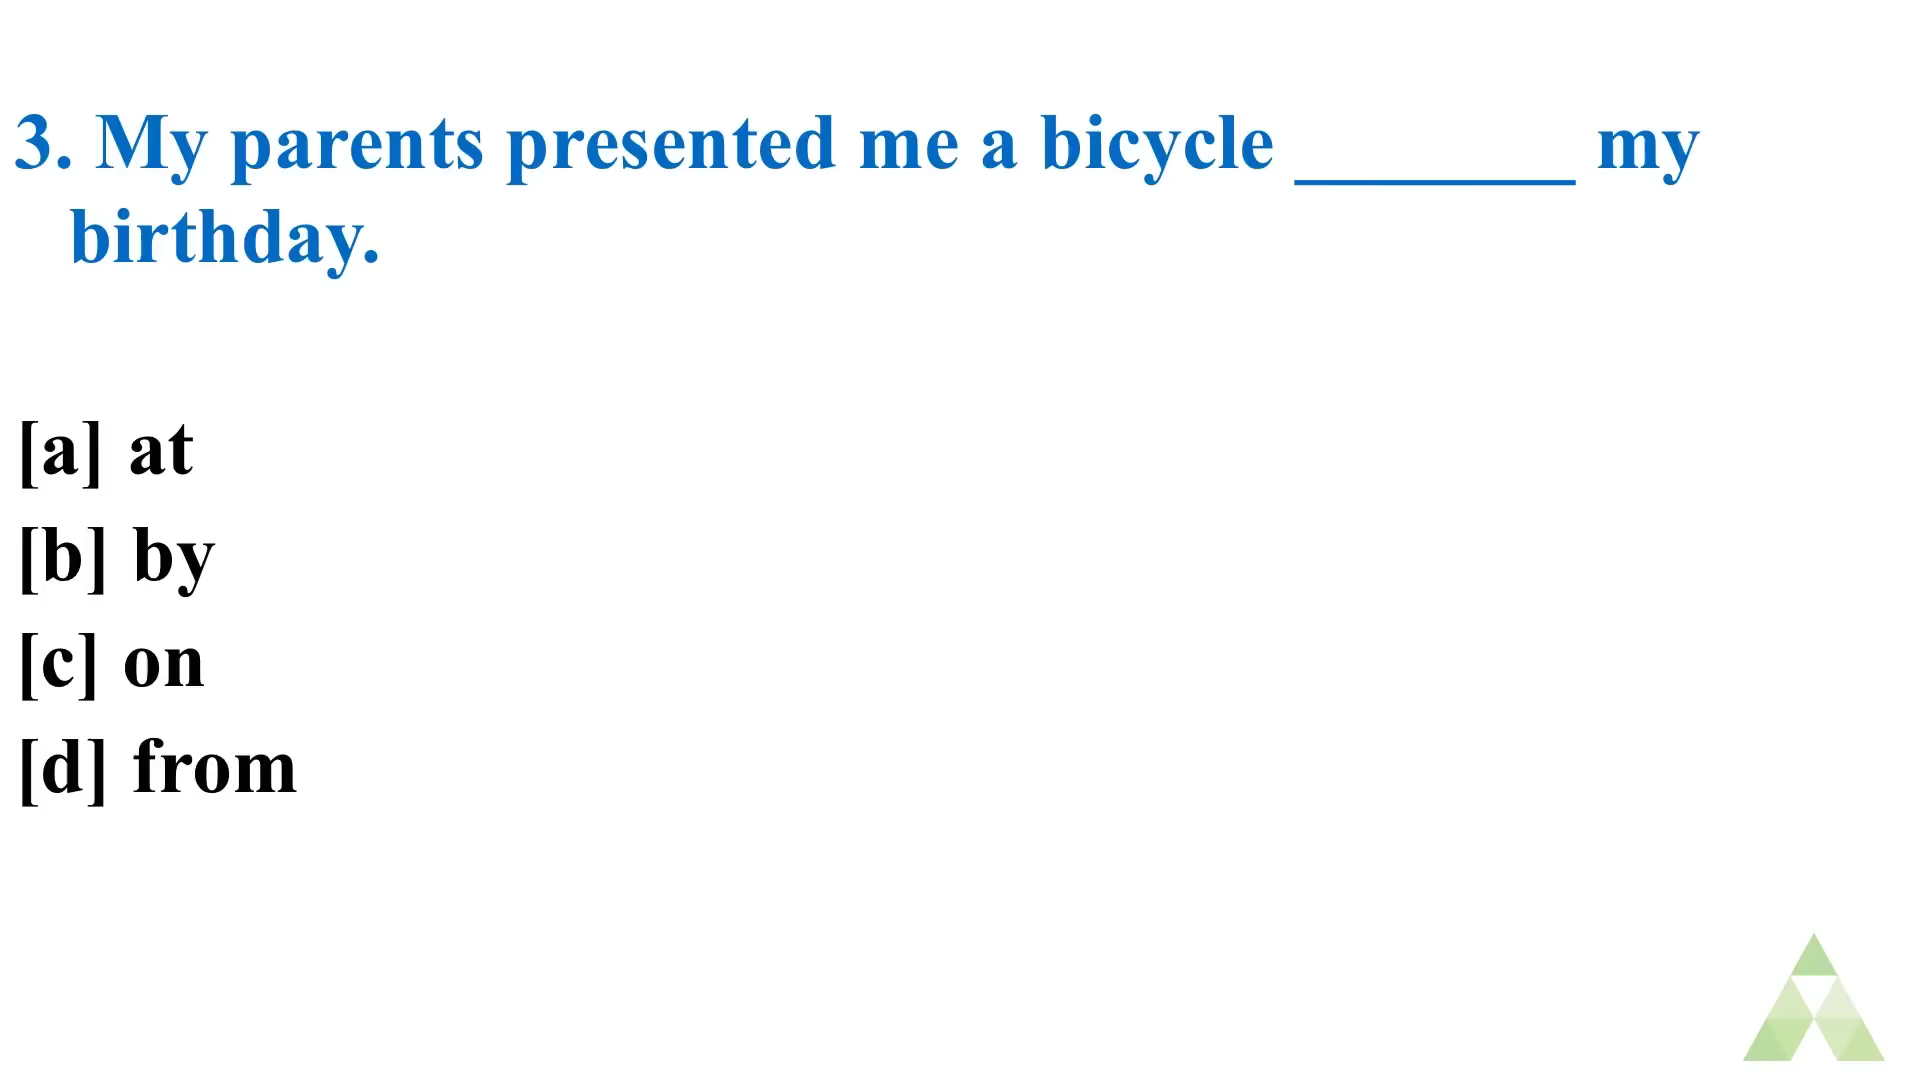 3. My parents presented me a bicycle ________ my
birthday.
[a] at
[b] by
[c] on
[d] from